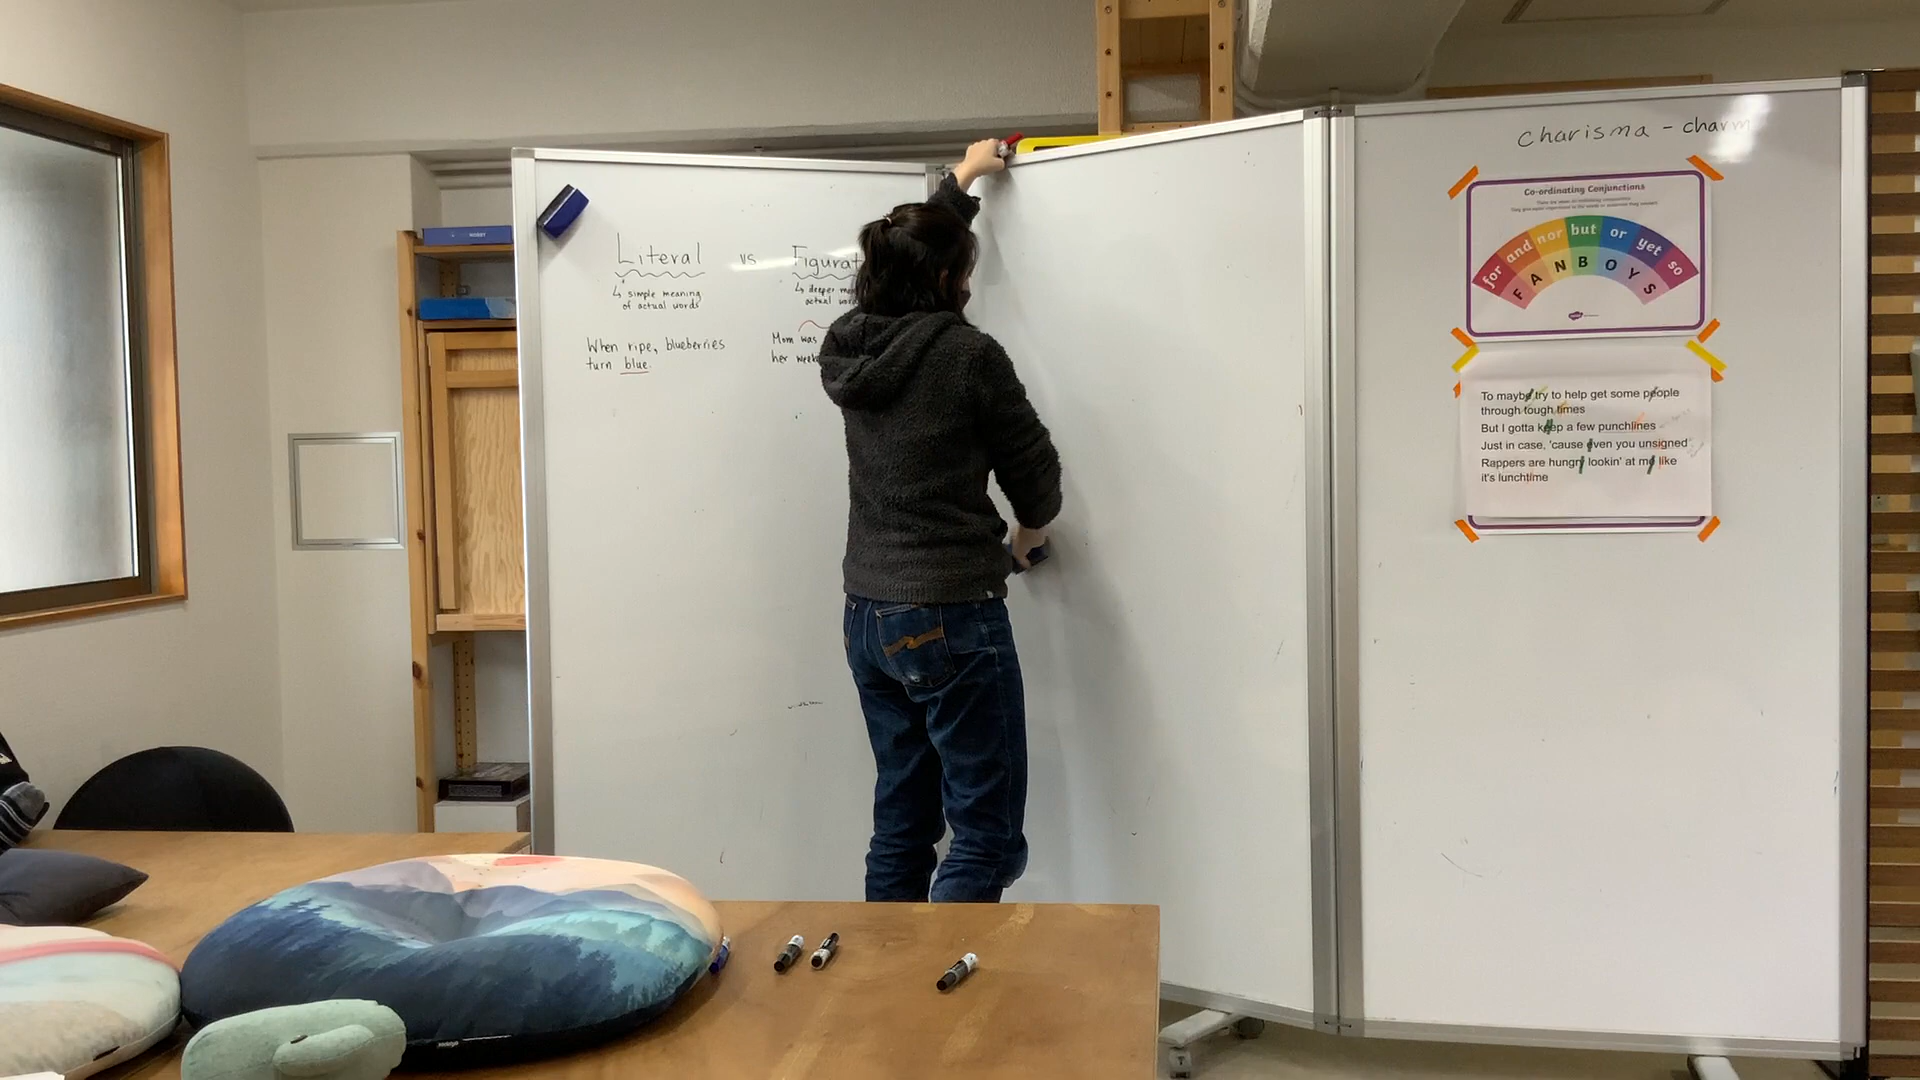 Literal vs Figurat
↳ simple meaning
of actual words
↳ deeper
actual
When ripe, blueberries
turn blue.
Mom was
her
charisma - charm
Co-ordinating Conjunctions
for and nor but or yet so
F A N B O Y S
To maybe try to help get some people
through tough times
But I gotta keep a few punchlines
Just in case, 'cause even you unsigned
Rappers are hungry lookin' at me like
it's lunchtime